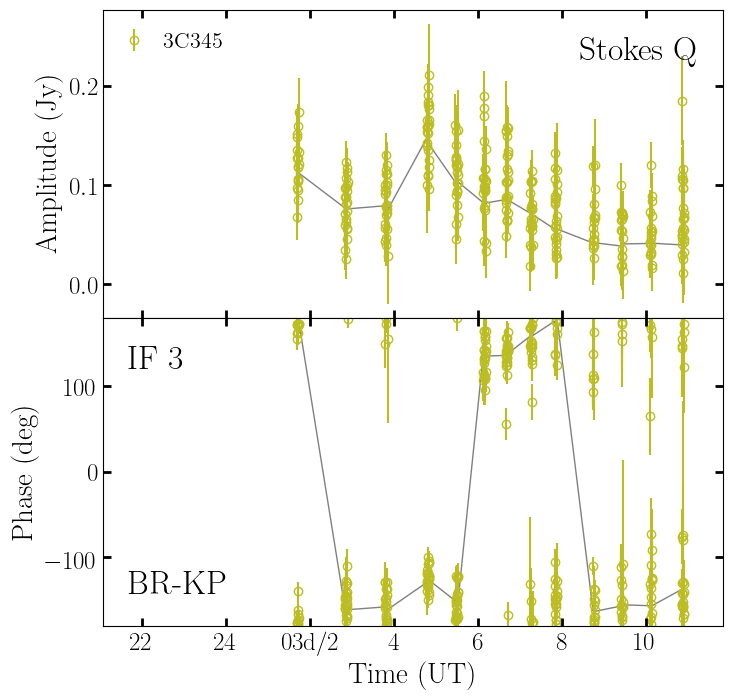 3C345
Stokes Q
Amplitude (Jy)
0.2
0.1
0.0
IF 3
BR-KP
Phase (deg)
100
0
−100
22 24 03d/2 4 6 8 10
Time (UT)